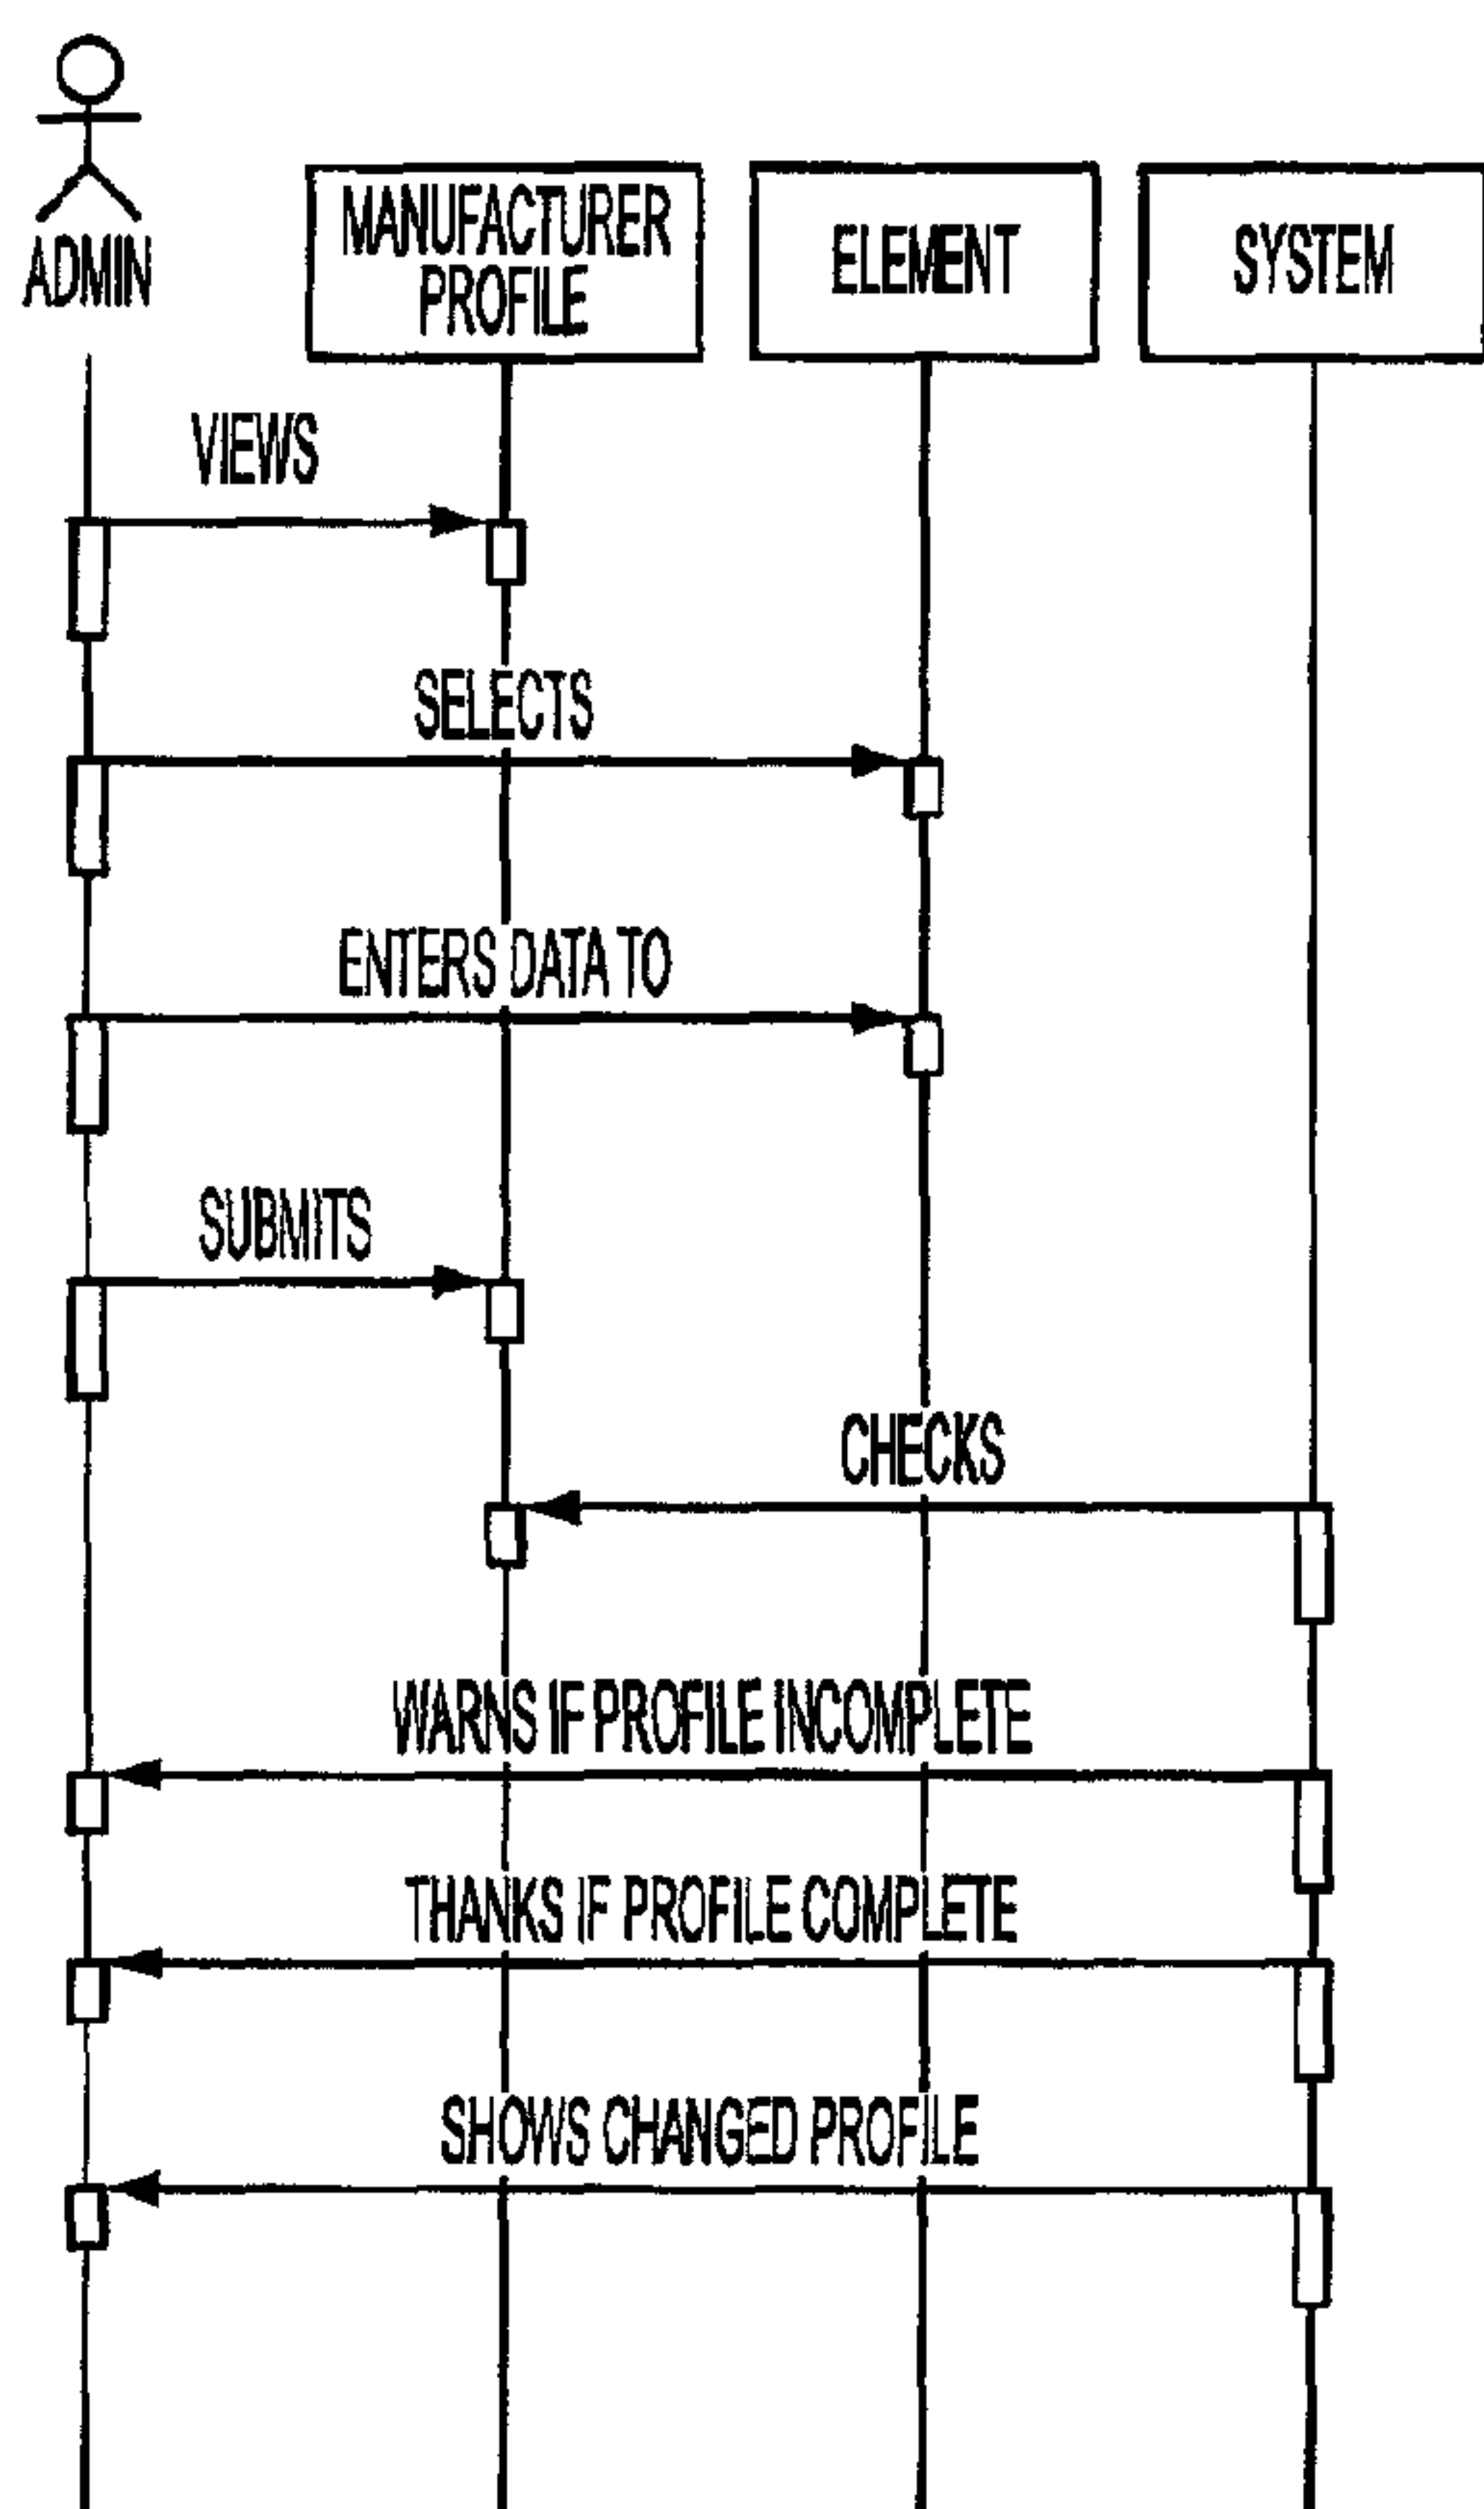 ADMIN
MANUFACTURER
PROFILE
ELEMENT
SYSTEM
VIEWS
SELECTS
ENTERS DATA TO
SUBMITS
CHECKS
WARNS IF PROFILE INCOMPLETE
THANKS IF PROFILE COMPLETE
SHOWS CHANGED PROFILE